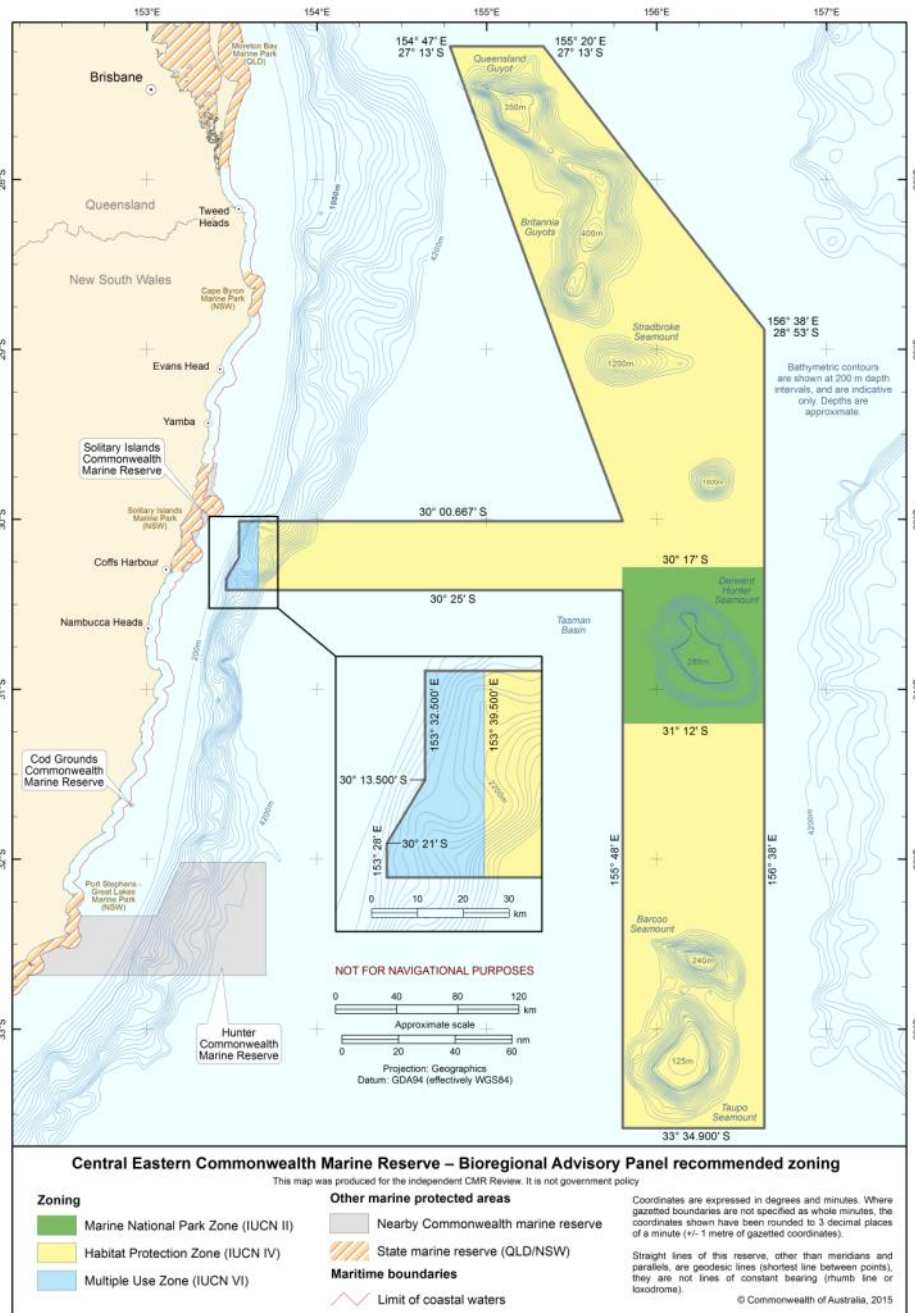 153°E
154°E
155°E
156°E
157°E
154° 47' E
27° 13' S
155° 20' E
27° 13' S
Moreton Bay
Marine Park
(QLD)
Brisbane
Queensland
Guyot
350m
28°S
Queensland
Tweed
Heads
1000m
4200m
Britannia
Guyots
400m
New South Wales
Cape Byron
Marine Park
(NSW)
156° 38' E
28° 53' S
Stradbroke
Seamount
1200m
29°S
Evans Head
Bathymetric contours
are shown at 200 m depth
intervals, and are indicative
only. Depths are
approximate.
Yamba
Solitary Islands
Commonwealth
Marine Reserve
Solitary Islands
Marine Park
(NSW)
30° 00.667' S
30°S
Coffs Harbour
30° 17' S
30° 25' S
Derwent
Hunter
Seamount
Nambucca Heads
200m
Tasman
Basin
280m
31°S
31° 12' S
153° 32.500' E
153° 39.500' E
30° 13.500' S
2200m
30° 21' S
153° 28' E
0 10 20 30
km
Cod Grounds
Commonwealth
Marine Reserve
4200m
4200m
32°S
155° 48' E
156° 38' E
Port Stephens -
Great Lakes
Marine Park
(NSW)
Barcoo
Seamount
240m
NOT FOR NAVIGATIONAL PURPOSES
0 40 80 120
km
Approximate scale
nm
0 20 40 60
Projection: Geographics
Datum: GDA94 (effectively WGS84)
Hunter
Commonwealth
Marine Reserve
33°S
125m
Taupo
Seamount
33° 34.900' S
Central Eastern Commonwealth Marine Reserve – Bioregional Advisory Panel recommended zoning
This map was produced for the independent CMR Review. It is not government policy
Zoning
Marine National Park Zone (IUCN II)
Habitat Protection Zone (IUCN IV)
Multiple Use Zone (IUCN VI)
Other marine protected areas
Nearby Commonwealth marine reserve
State marine reserve (QLD/NSW)
Maritime boundaries
Limit of coastal waters
Coordinates are expressed in degrees and minutes. Where
gazetted boundaries are not specified as whole minutes, the
coordinates shown have been rounded to 3 decimal places
of a minute (+/- 1 metre of gazetted coordinates).
Straight lines of this reserve, other than meridians and
parallels, are geodesic lines (shortest line between points),
they are not lines of constant bearing (rhumb line or
loxodrome).
© Commonwealth of Australia, 2015